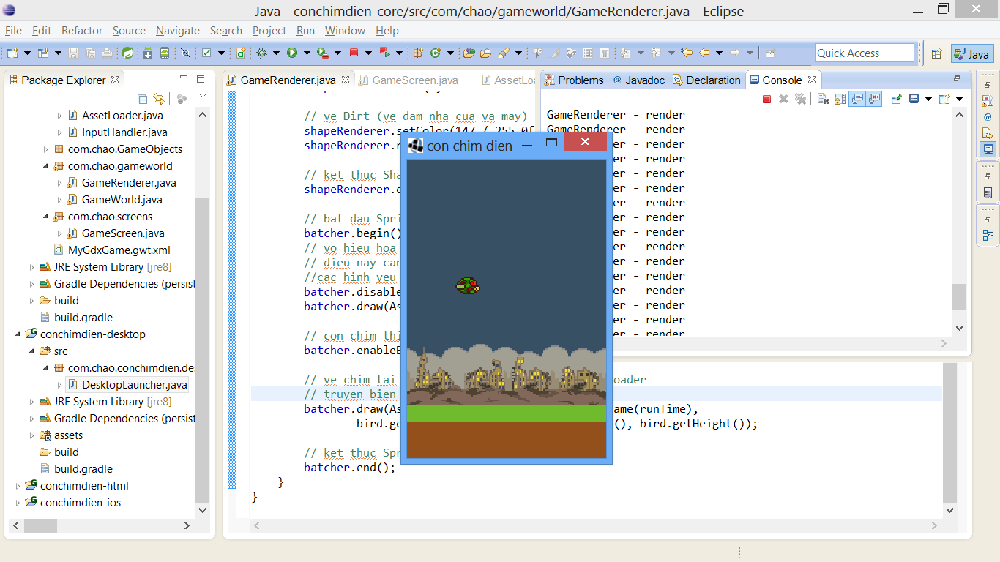 Java - conchimdien-core/src/com/chao/gameworld/GameRenderer.java - Eclipse
File Edit Refactor Source Navigate Search Project Run Window Help
Quick Access
Java
Package Explorer
AssetLoader.java
InputHandler.java
com.chao.GameObjects
com.chao.gameworld
GameRenderer.java
GameWorld.java
com.chao.screens
GameScreen.java
MyGdxGame.gwt.xml
JRE System Library [jre8]
Gradle Dependencies (persist
build
build.gradle
conchimdien-desktop
src
com.chao.conchimdien.de
DesktopLauncher.java
JRE System Library [jre8]
Gradle Dependencies (persist
assets
build
build.gradle
conchimdien-html
conchimdien-ios
GameRenderer.java GameScreen.java AssetLoa
// ve Dirt (ve dam nha cua va may)
shapeRenderer.setColor(147 / 255.0f
shapeRenderer.r
// ket thuc Sha
shapeRenderer.e
// bat dau Spri
batcher.begin()
// vo hieu hoa
// dieu nay can
//cac hinh yeu
batcher.disable
batcher.draw(As
// con chim thi
batcher.enableB
// ve chim tai oader
// truyen bien
batcher.draw(As ame(runTime),
bird.ge (), bird.getHeight());
// ket thuc Spr
batcher.end();
}
}
Problems @ Javadoc Declaration Console
GameRenderer - render
GameRenderer - render
er - render
er - render
er - render
er - render
er - render
er - render
er - render
er - render
er - render
er - render
er - render
er - render
er - render
er - render
con chim dien